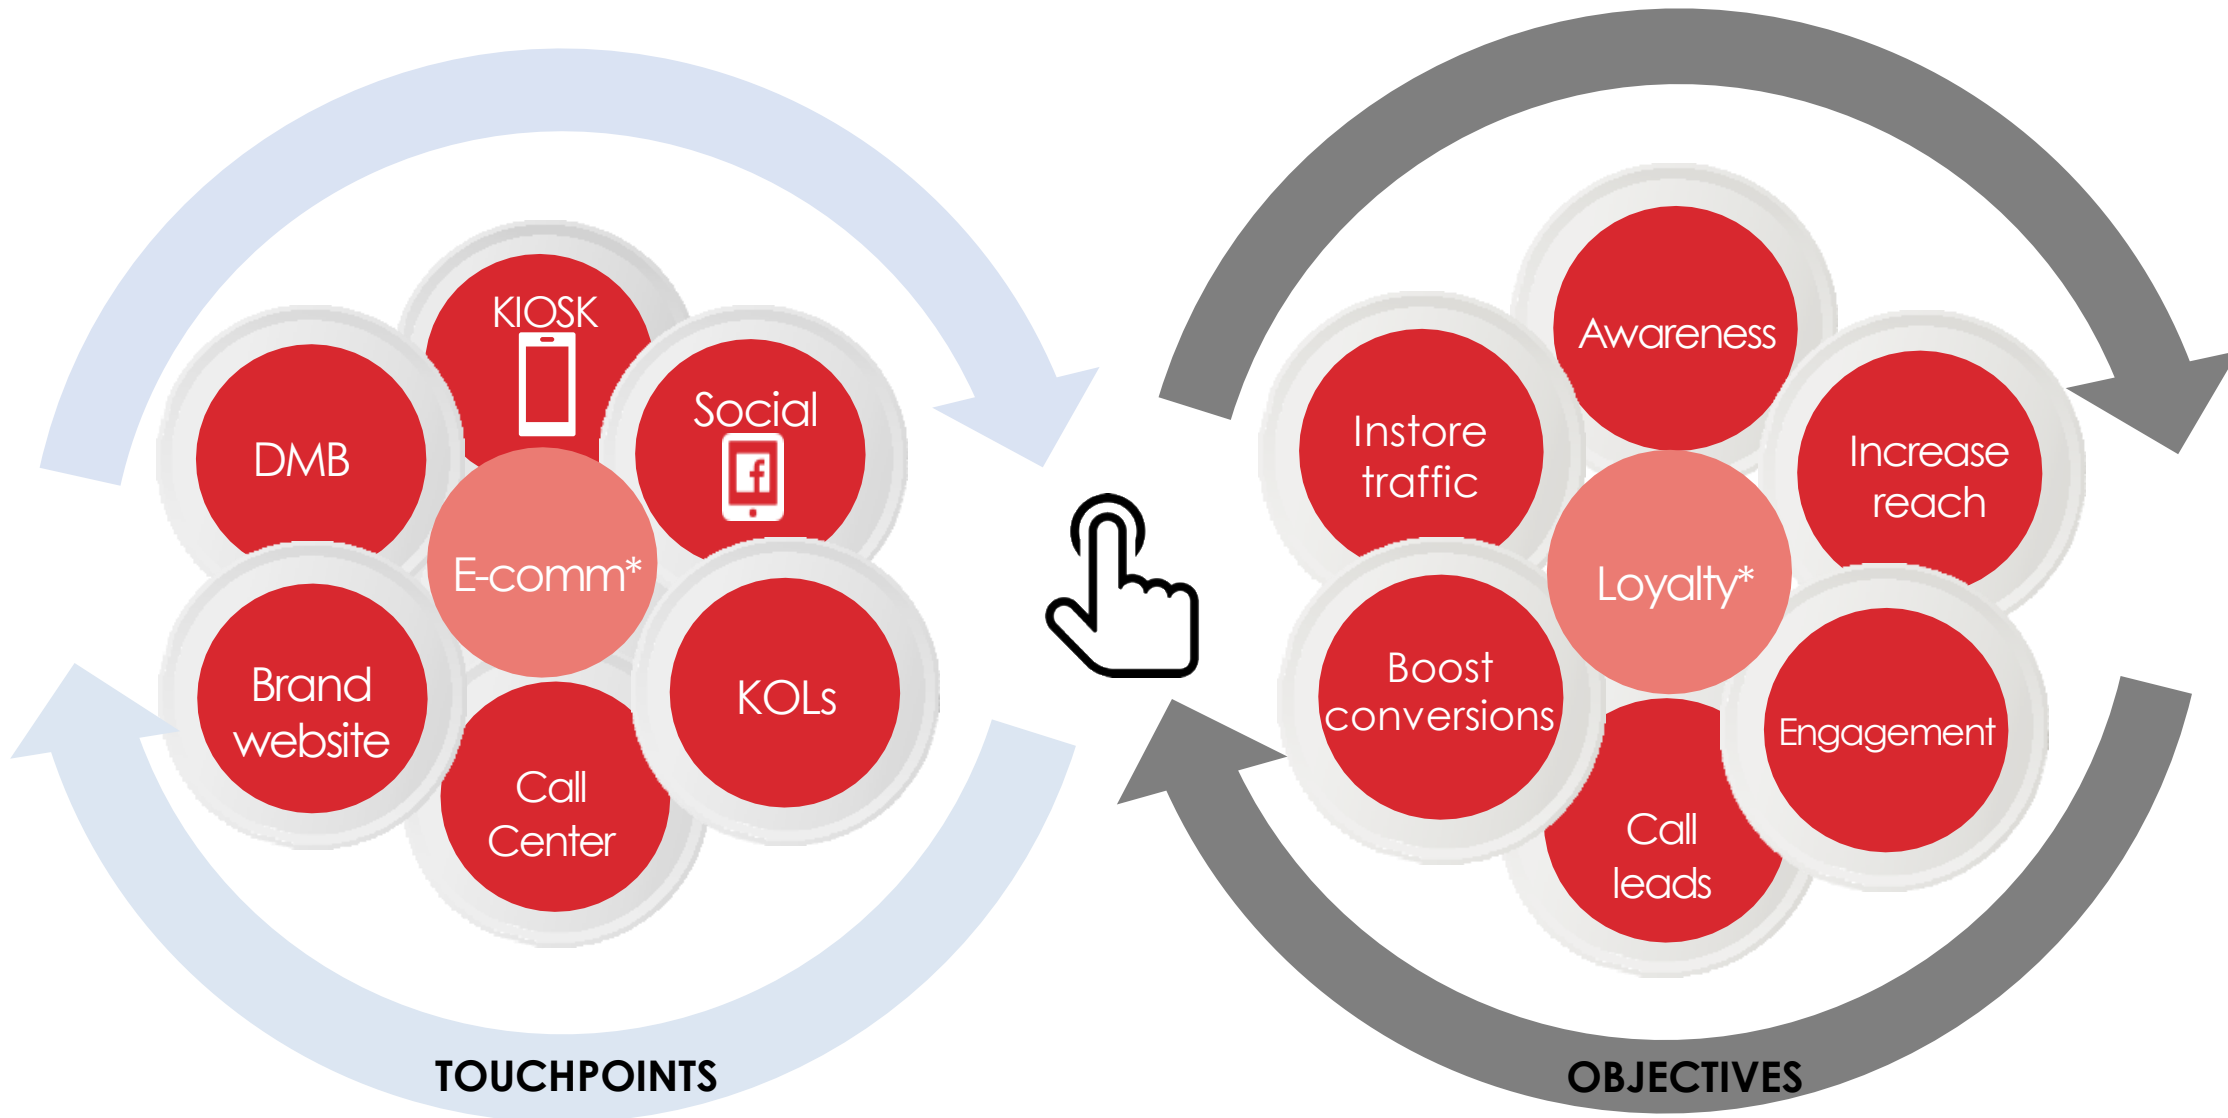 KIOSK
Social
f
DMB
E-comm*
Brand
website
KOLs
Call
Center
TOUCHPOINTS
Awareness
Instore
traffic
Increase
reach
Loyalty*
Boost
conversions
Engagement
Call
leads
OBJECTIVES